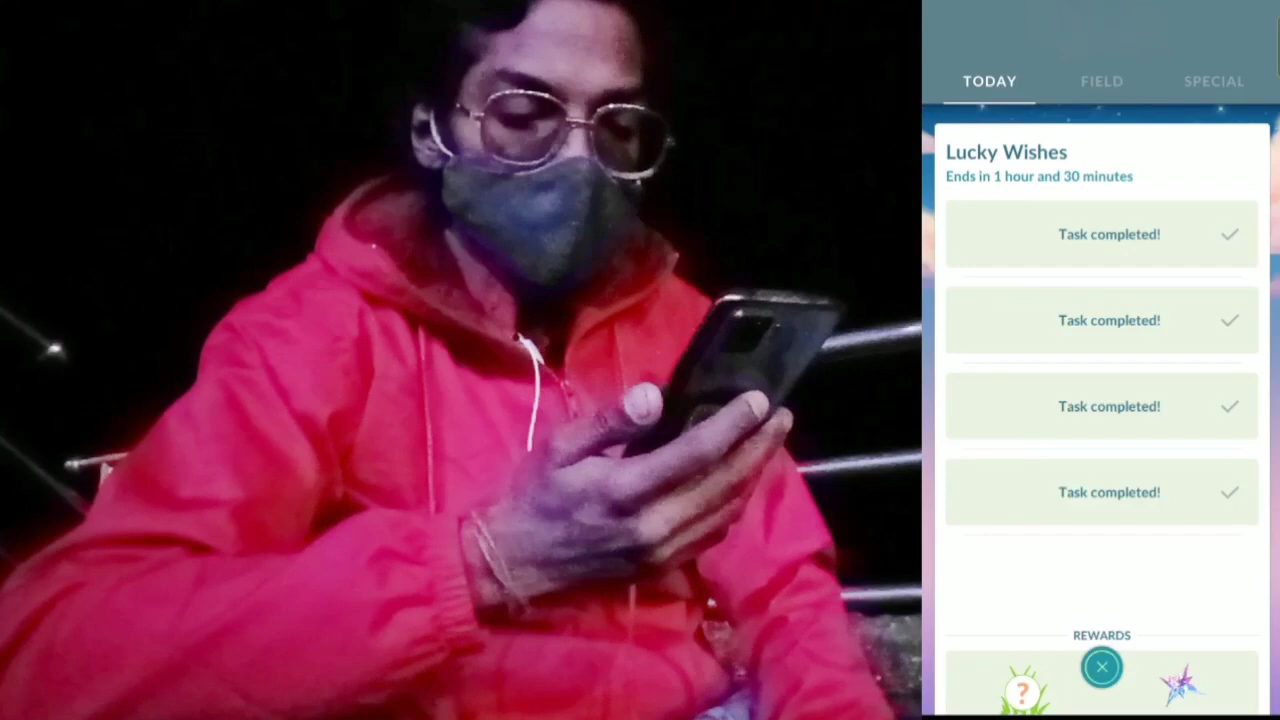 TODAY
FIELD
SPECIAL
Lucky Wishes
Ends in 1 hour and 30 minutes
Task completed!
Task completed!
Task completed!
Task completed!
REWARDS
?